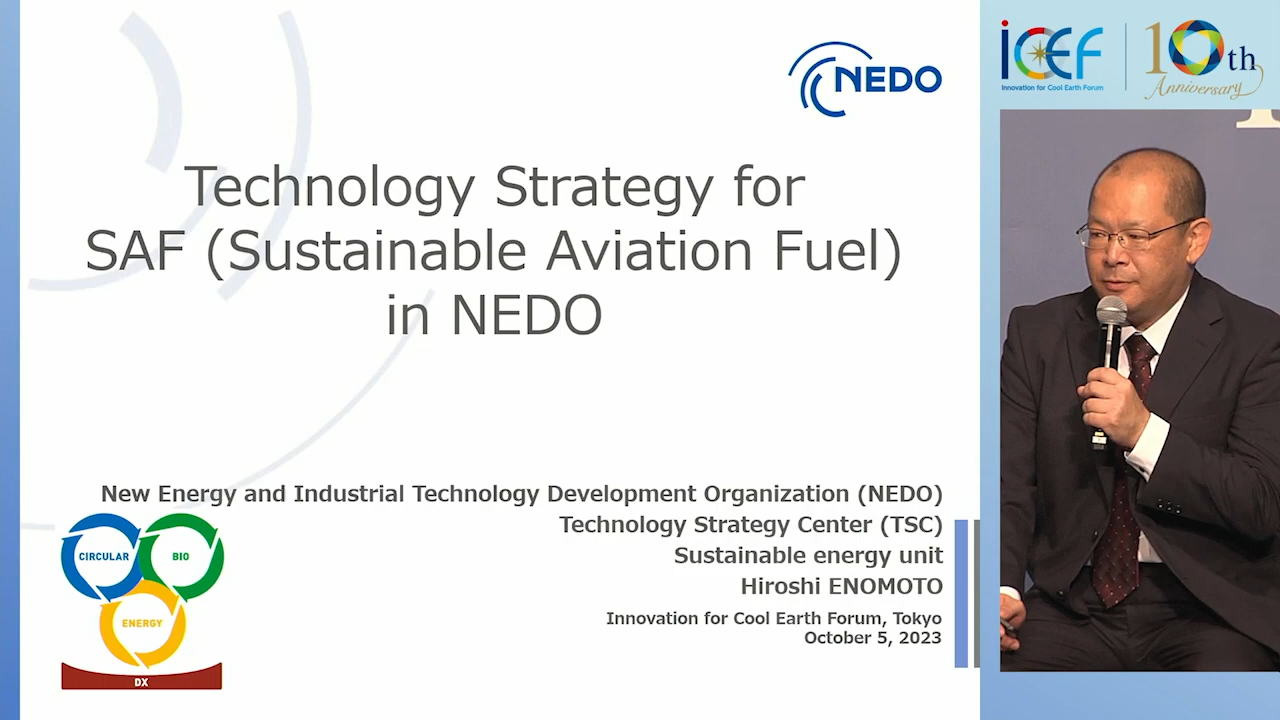 NEDO
Technology Strategy for
SAF (Sustainable Aviation Fuel)
in NEDO
New Energy and Industrial Technology Development Organization (NEDO)
Technology Strategy Center (TSC)
Sustainable energy unit
Hiroshi ENOMOTO
Innovation for Cool Earth Forum, Tokyo
October 5, 2023
CIRCULAR
BIO
ENERGY
DX
ICEF
Innovation for Cool Earth Forum
10th
Anniversary